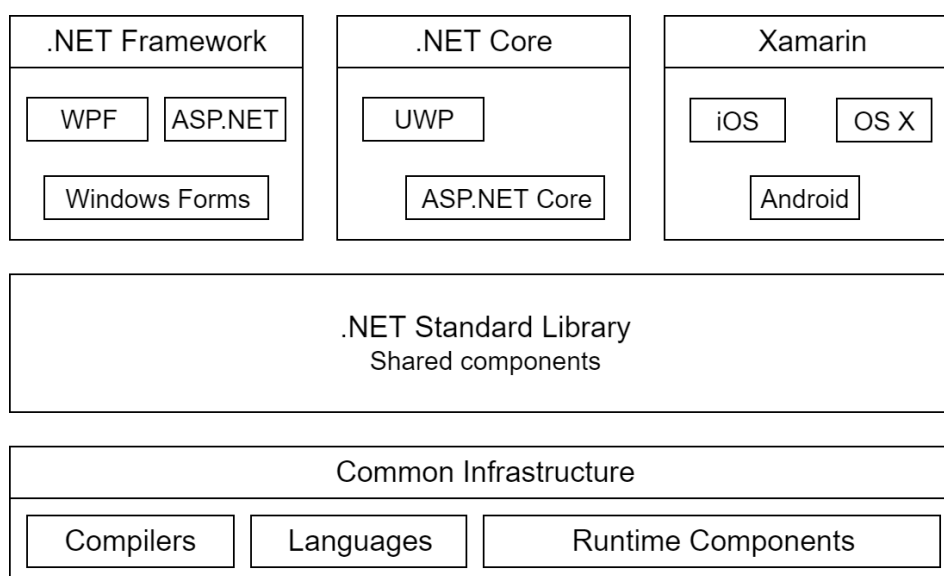 .NET Framework
.NET Core
Xamarin
WPF
ASP.NET
UWP
iOS
OS X
Windows Forms
ASP.NET Core
Android
.NET Standard Library
Shared components
Common Infrastructure
Compilers
Languages
Runtime Components